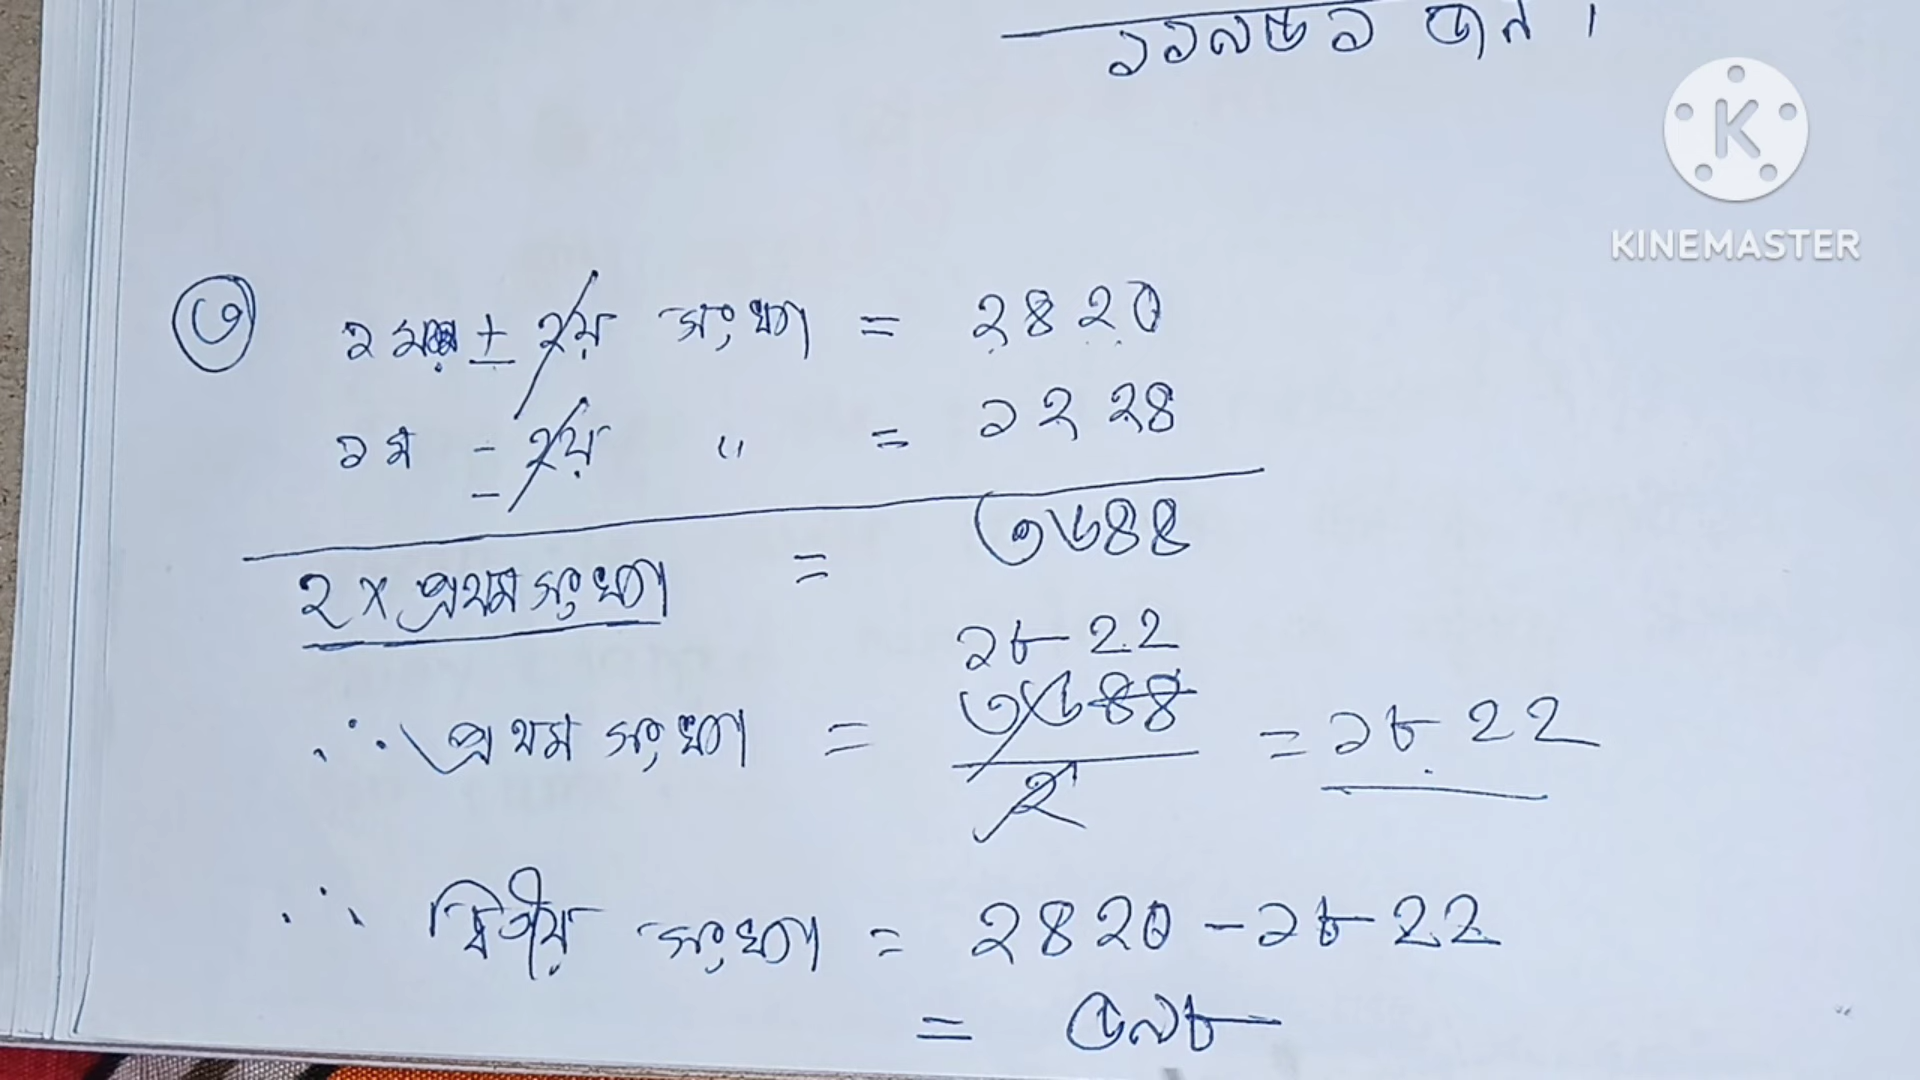 ১১৯৬১ জন ।
K
KINEMASTER
৩
১ম + ২য় সংখ্যা = ২৪২০
১ম - ২য় " = ১২২৪
২ × প্রথম সংখ্যা = ৩৬৪৪
১৮২২
∴ প্রথম সংখ্যা = ৩৬৪৪ / ২ = ১৮২২
∴ দ্বিতীয় সংখ্যা = ২৪২০ - ১৮২২
= ৫৯৮